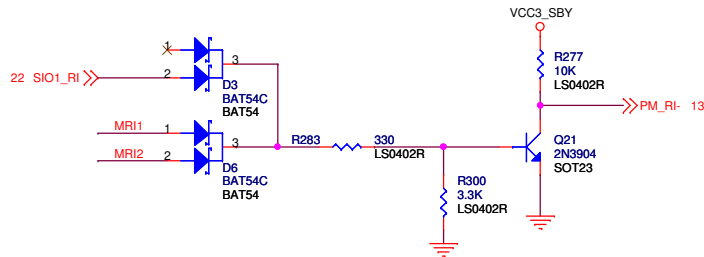 VCC3_SBY
1
3
R277
10K
LS0402R
22 SIO1_RI
2
D3
BAT54C
BAT54
PM_RI- 13
MRI1
1
3
R283
330
LS0402R
Q21
2N3904
SOT23
MRI2
2
D6
BAT54C
BAT54
R300
3.3K
LS0402R